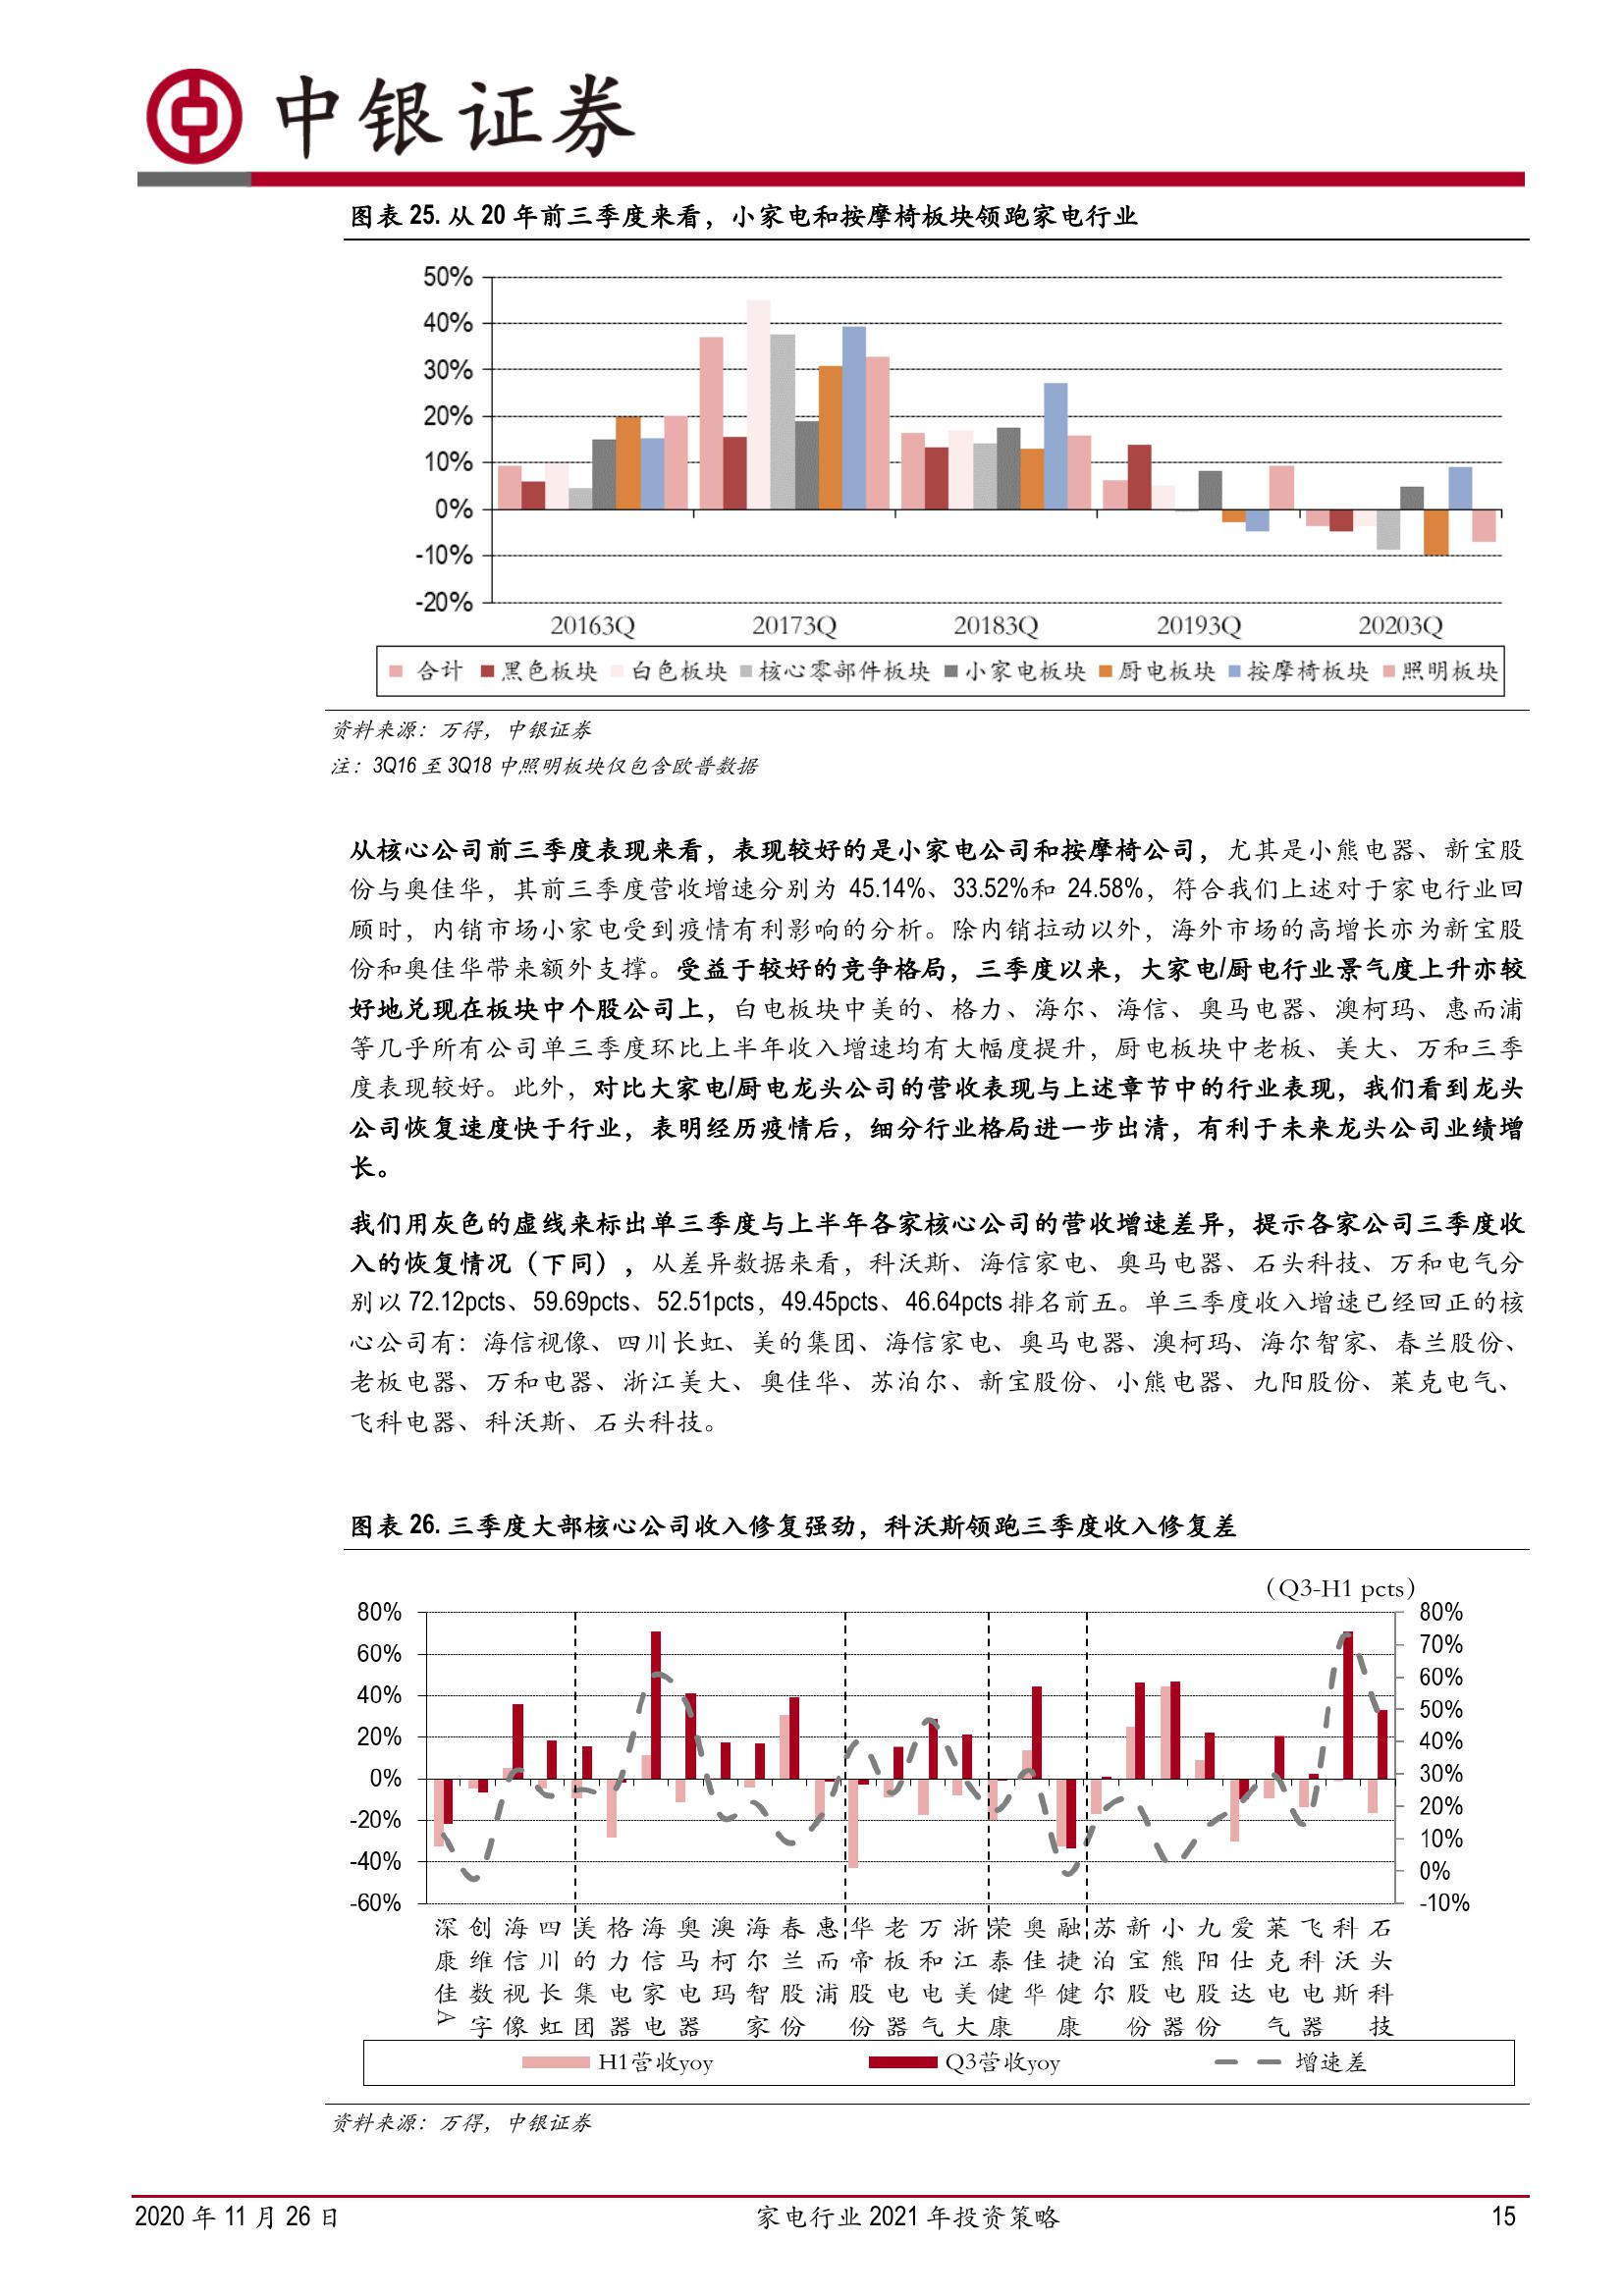 中银证券
图表 25. 从 20 年前三季度来看，小家电和按摩椅板块领跑家电行业
50%
40%
30%
20%
10%
0%
-10%
-20%
20163Q 20173Q 20183Q 20193Q 20203Q
合计 黑色板块 白色板块 核心零部件板块 小家电板块 厨电板块 按摩椅板块 照明板块
资料来源：万得，中银证券
注：3Q16 至 3Q18 中照明板块仅包含欧普数据
从核心公司前三季度表现来看，表现较好的是小家电公司和按摩椅公司，尤其是小熊电器、新宝股
份与奥佳华，其前三季度营收增速分别为 45.14%、33.52%和 24.58%，符合我们上述对于家电行业回
顾时，内销市场小家电受到疫情有利影响的分析。除内销拉动以外，海外市场的高增长亦为新宝股
份和奥佳华带来额外支撑。受益于较好的竞争格局，三季度以来，大家电/厨电行业景气度上升亦较
好地兑现在板块中个股公司上，白电板块中美的、格力、海尔、海信、奥马电器、澳柯玛、惠而浦
等几乎所有公司单三季度环比上半年收入增速均有大幅度提升，厨电板块中老板、美大、万和三季
度表现较好。此外，对比大家电/厨电龙头公司的营收表现与上述章节中的行业表现，我们看到龙头
公司恢复速度快于行业，表明经历疫情后，细分行业格局进一步出清，有利于未来龙头公司业绩增
长。
我们用灰色的虚线来标出单三季度与上半年各家核心公司的营收增速差异，提示各家公司三季度收
入的恢复情况（下同），从差异数据来看，科沃斯、海信家电、奥马电器、石头科技、万和电气分
别以 72.12pcts、59.69pcts、52.51pcts，49.45pcts、46.64pcts 排名前五。单三季度收入增速已经回正的核
心公司有：海信视像、四川长虹、美的集团、海信家电、奥马电器、澳柯玛、海尔智家、春兰股份、
老板电器、万和电器、浙江美大、奥佳华、苏泊尔、新宝股份、小熊电器、九阳股份、莱克电气、
飞科电器、科沃斯、石头科技。
图表 26. 三季度大部核心公司收入修复强劲，科沃斯领跑三季度收入修复差
（Q3-H1 pcts）
80%
60%
40%
20%
0%
-20%
-40%
-60%
80%
70%
60%
50%
40%
30%
20%
10%
0%
-10%
深康佳A 创维数字 海信视像 四川长虹 美的集团 格力电器 海信家电 奥马电器 澳柯玛 海尔智家 春兰股份 惠而浦 华帝股份 老板电器 万和电气 浙江美大 荣泰健康 奥佳华 融捷健康 苏泊尔 新宝股份 小熊电器 九阳股份 爱仕达 莱克电气 飞科电器 科沃斯 石头科技
H1营收yoy Q3营收yoy 增速差
资料来源：万得，中银证券
2020 年 11 月 26 日 家电行业 2021 年投资策略 15